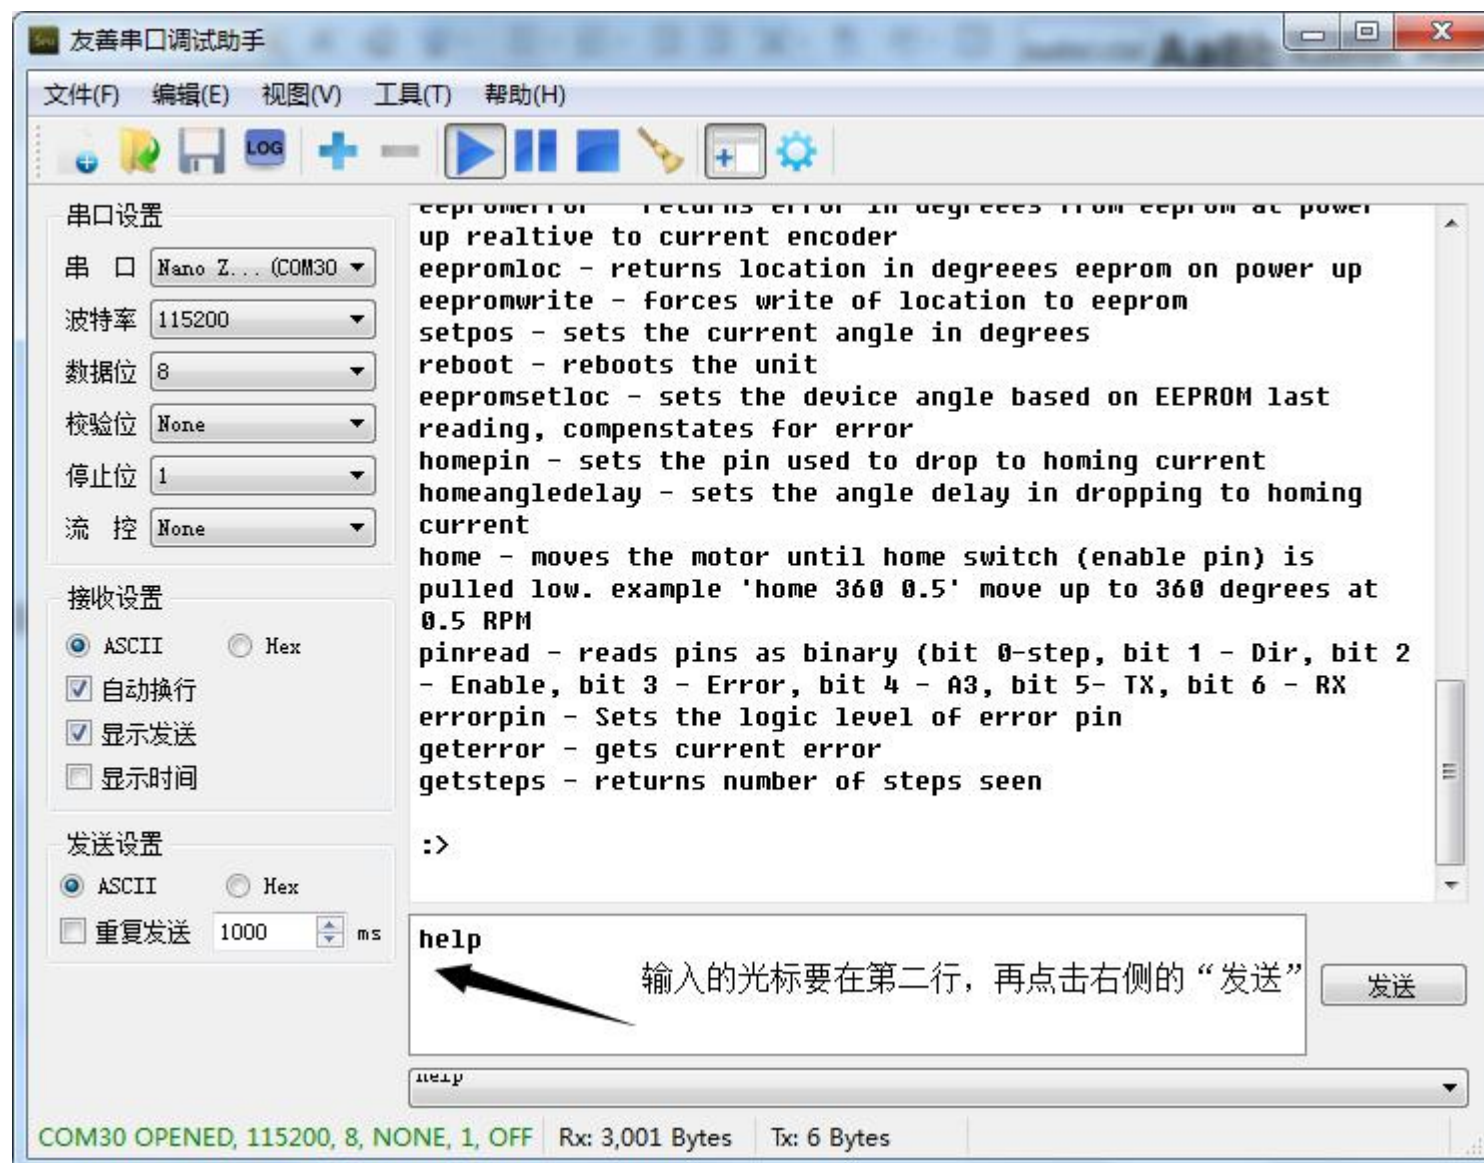 友善串口调试助手
文件(F) 编辑(E) 视图(V) 工具(T) 帮助(H)
LOG
串口设置
串 口 Nano Z... (COM30
波特率 115200
数据位 8
校验位 None
停止位 1
流 控 None
接收设置
ASCII Hex
自动换行
显示发送
显示时间
发送设置
ASCII Hex
重复发送 1000 ms
eepromerror - returns error in degreees from eeprom at power
up realtive to current encoder
eepromloc - returns location in degreees eeprom on power up
eepromwrite - forces write of location to eeprom
setpos - sets the current angle in degrees
reboot - reboots the unit
eepromsetloc - sets the device angle based on EEPROM last
reading, compenstates for error
homepin - sets the pin used to drop to homing current
homeangledelay - sets the angle delay in dropping to homing
current
home - moves the motor until home switch (enable pin) is
pulled low. example 'home 360 0.5' move up to 360 degrees at
0.5 RPM
pinread - reads pins as binary (bit 0-step, bit 1 - Dir, bit 2
- Enable, bit 3 - Error, bit 4 - A3, bit 5- TX, bit 6 - RX
errorpin - Sets the logic level of error pin
geterror - gets current error
getsteps - returns number of steps seen
:>
help
输入的光标要在第二行，再点击右侧的“发送”
发送
help
COM30 OPENED, 115200, 8, NONE, 1, OFF Rx: 3,001 Bytes Tx: 6 Bytes